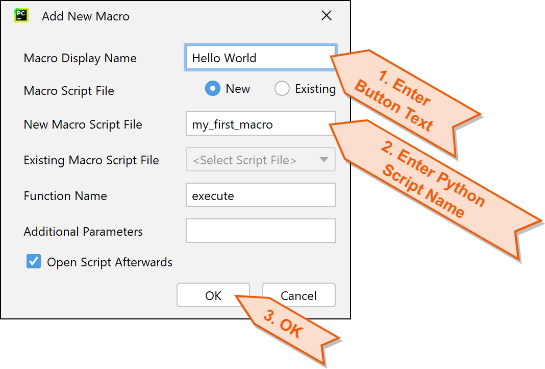 PC
Add New Macro
Macro Display Name
Hello World
1. Enter
Button Text
Macro Script File
New
Existing
New Macro Script File
my_first_macro
2. Enter Python
Script Name
Existing Macro Script File
<Select Script File>
Function Name
execute
Additional Parameters
Open Script Afterwards
OK
Cancel
3. OK